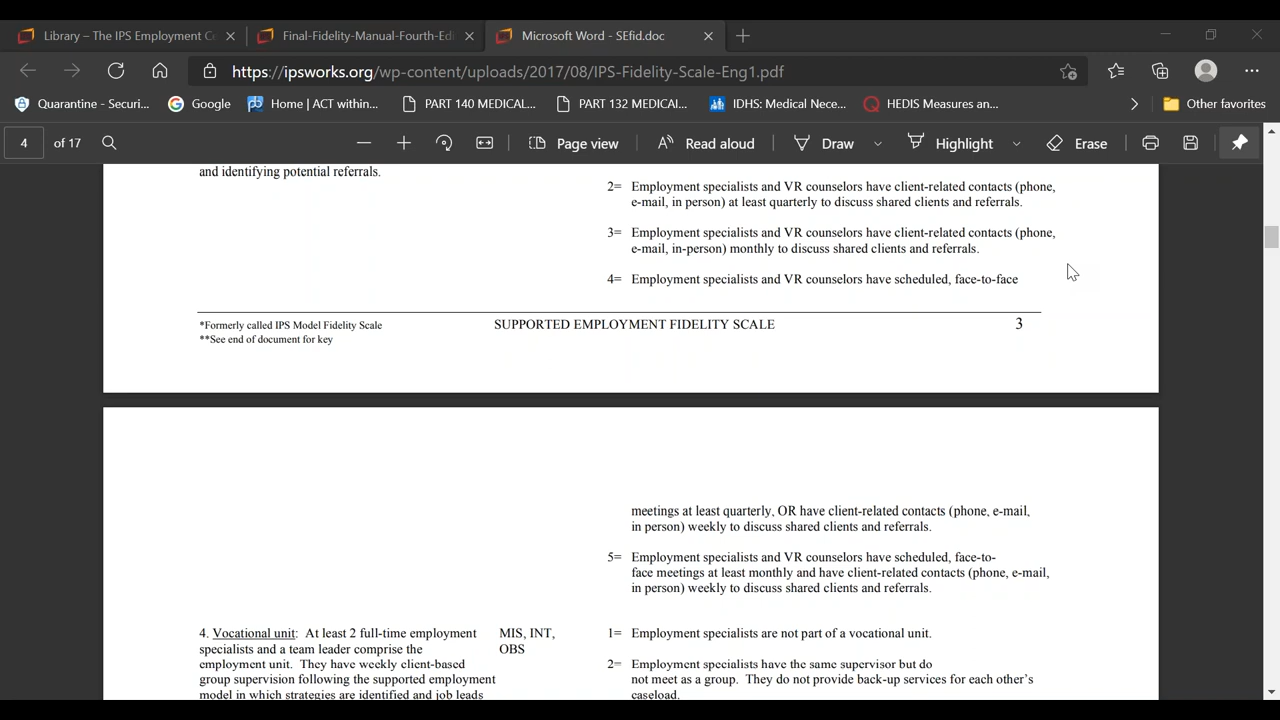 Library – The IPS Employment Ce
Final-Fidelity-Manual-Fourth-Edi
Microsoft Word - SEfid.doc
https://ipsworks.org/wp-content/uploads/2017/08/IPS-Fidelity-Scale-Eng1.pdf
Quarantine - Securi...
Google
Home | ACT within...
PART 140 MEDICAL...
PART 132 MEDICAI...
IDHS: Medical Nece...
HEDIS Measures an...
Other favorites
4 of 17
Page view
Read aloud
Draw
Highlight
Erase
and identifying potential referrals.
2= Employment specialists and VR counselors have client-related contacts (phone,
e-mail, in person) at least quarterly to discuss shared clients and referrals.
3= Employment specialists and VR counselors have client-related contacts (phone,
e-mail, in-person) monthly to discuss shared clients and referrals.
4= Employment specialists and VR counselors have scheduled, face-to-face
*Formerly called IPS Model Fidelity Scale
**See end of document for key
SUPPORTED EMPLOYMENT FIDELITY SCALE
3
meetings at least quarterly, OR have client-related contacts (phone, e-mail,
in person) weekly to discuss shared clients and referrals.
5= Employment specialists and VR counselors have scheduled, face-to-
face meetings at least monthly and have client-related contacts (phone, e-mail,
in person) weekly to discuss shared clients and referrals.
4. Vocational unit: At least 2 full-time employment
specialists and a team leader comprise the
employment unit. They have weekly client-based
group supervision following the supported employment
model in which strategies are identified and job leads
MIS, INT,
OBS
1= Employment specialists are not part of a vocational unit.
2= Employment specialists have the same supervisor but do
not meet as a group. They do not provide back-up services for each other's
caseload.